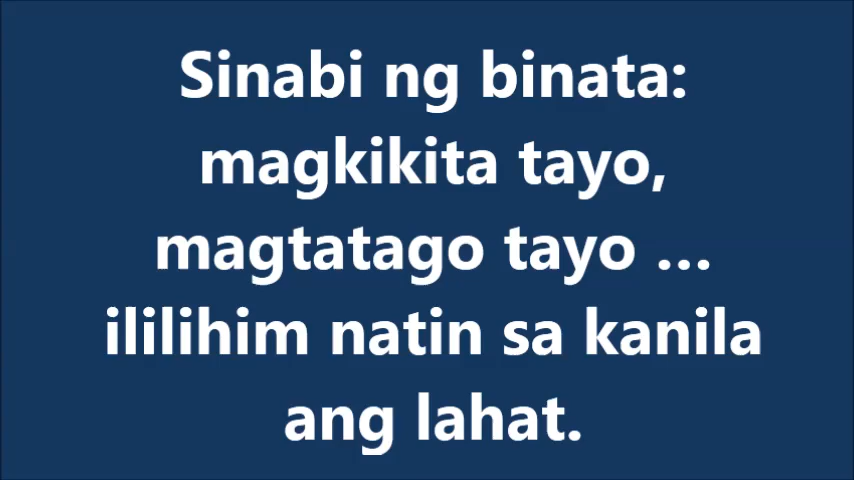 Sinabi ng binata:
magkikita tayo,
magtatago tayo …
ililihim natin sa kanila
ang lahat.